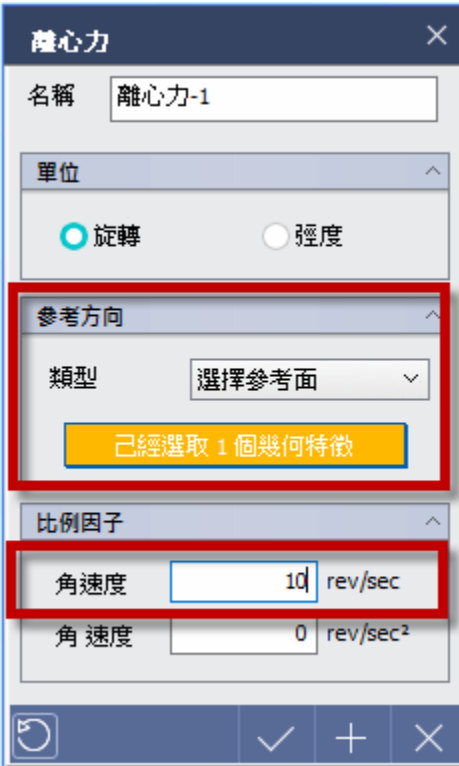 離心力
名稱 離心力-1
單位
旋轉 弳度
參考方向
類型 選擇參考面
已經選取 1 個幾何特徵
比例因子
角速度 10 rev/sec
角 速度 0 rev/sec²